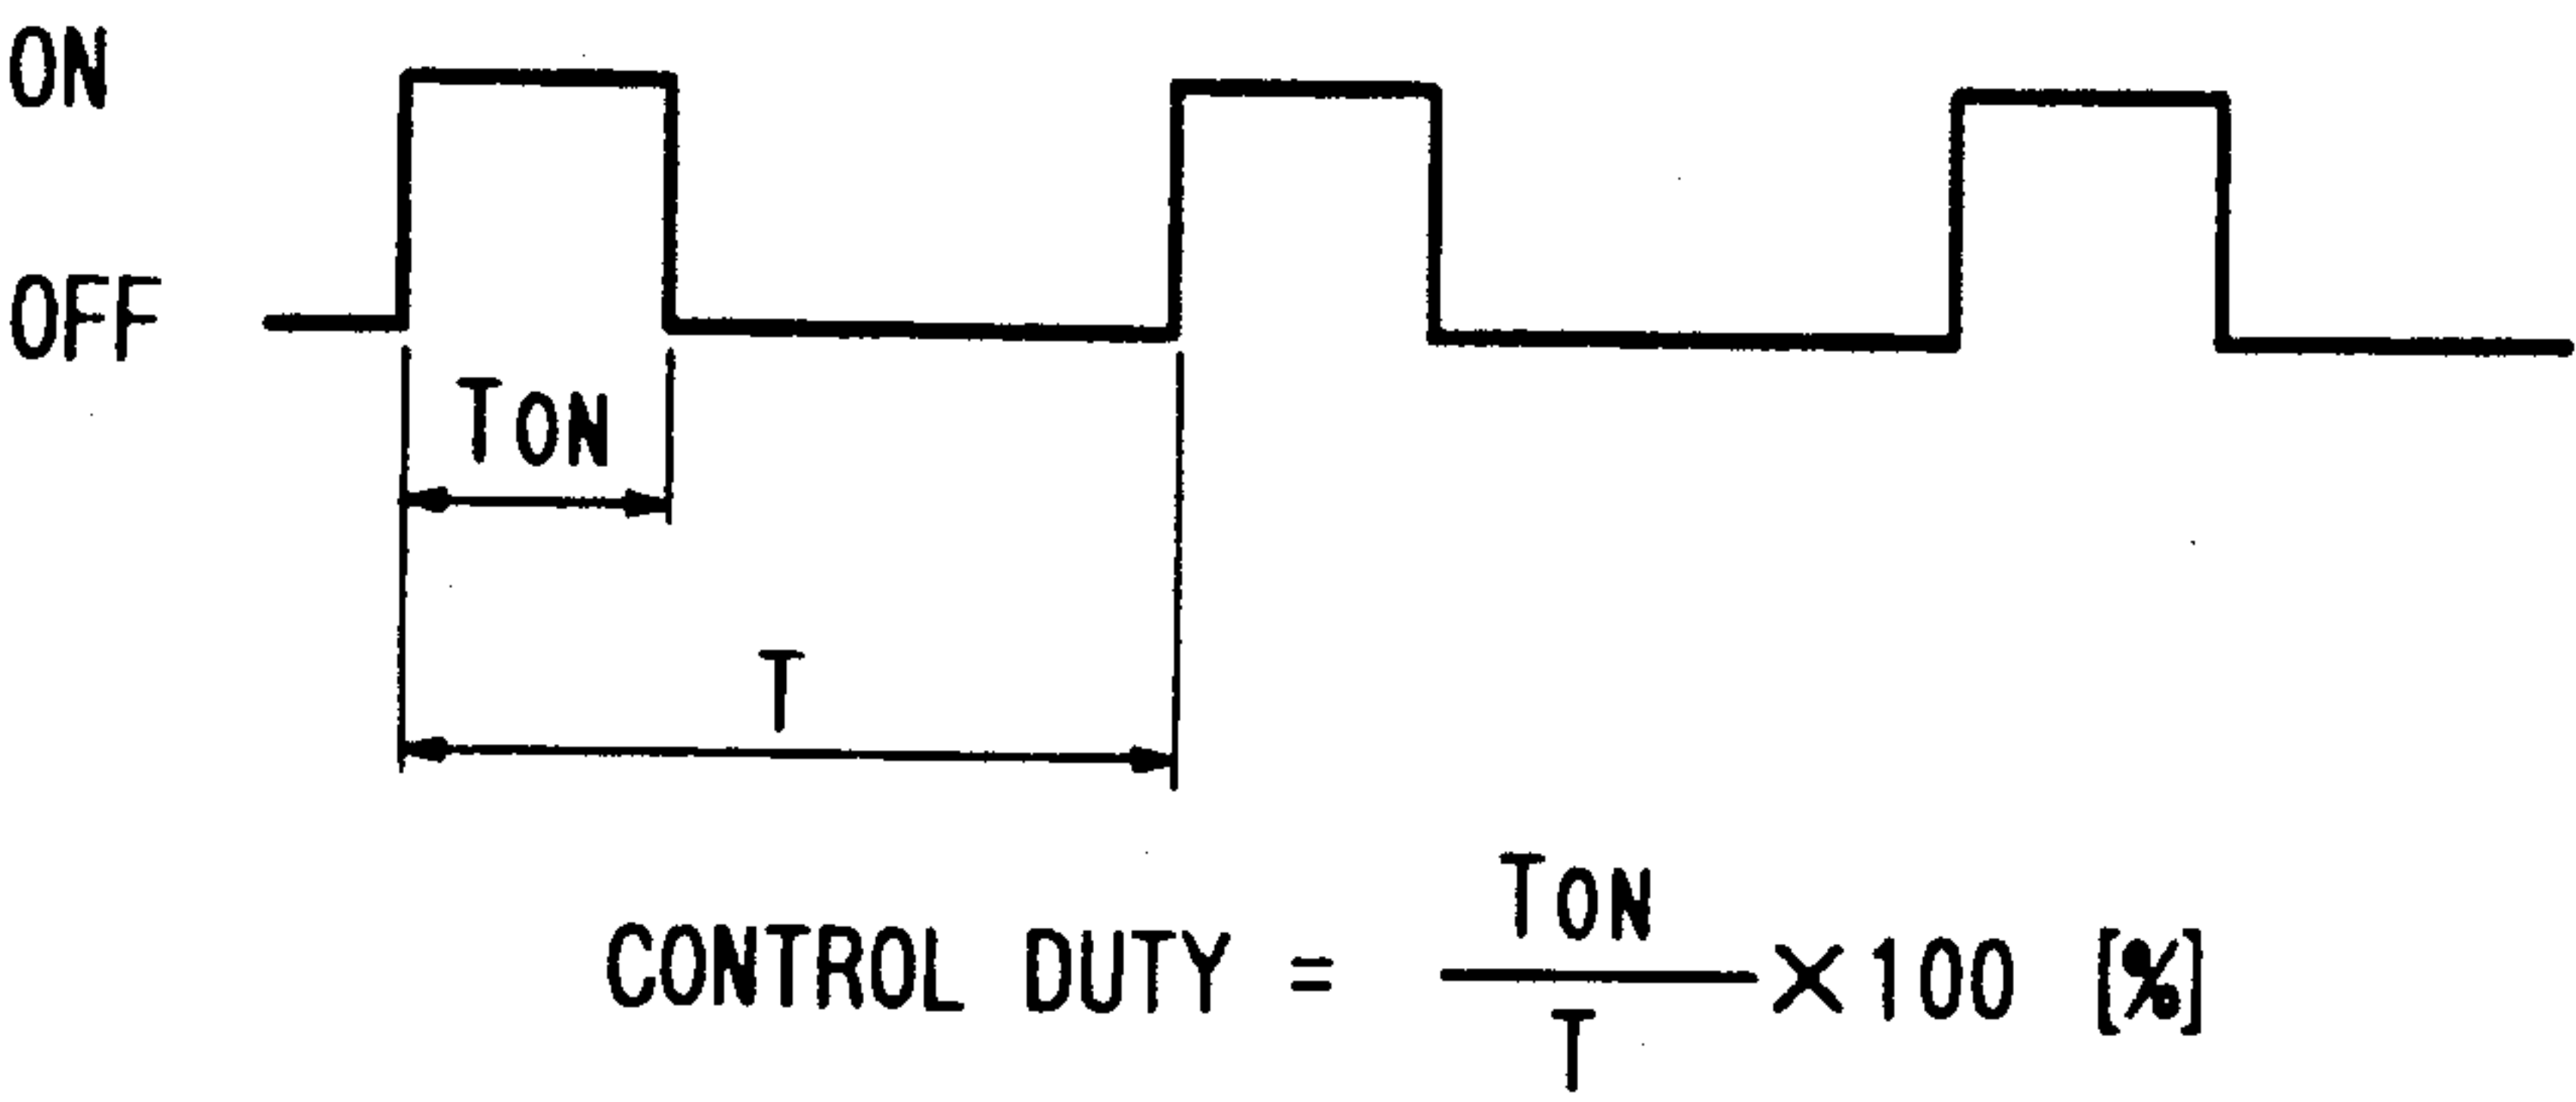 ON
OFF
TON
T
CONTROL DUTY = TON / T ×100 [%]